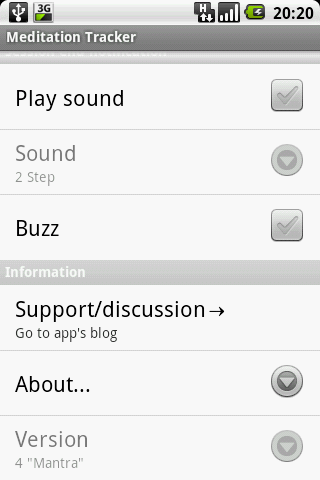 3G
H
20:20
Meditation Tracker
Play sound
Sound
2 Step
Buzz
Information
Support/discussion→
Go to app's blog
About...
Version
4 "Mantra"